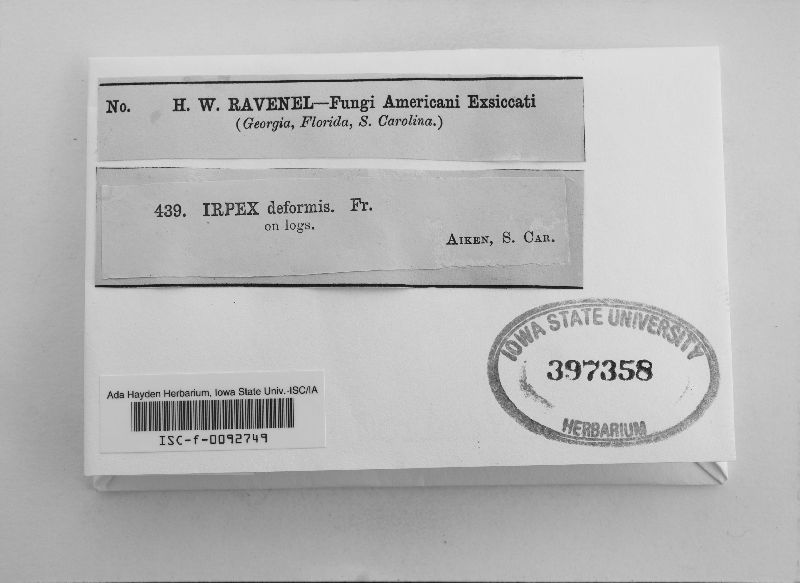 No. H. W. RAVENEL—Fungi Americani Exsiccati
(Georgia, Florida, S. Carolina.)
439. IRPEX deformis. Fr.
on logs.
AIKEN, S. CAR.
IOWA STATE UNIVERSITY
397358
HERBARIUM
Ada Hayden Herbarium, Iowa State Univ.-ISC/IA
ISC-f-0092749